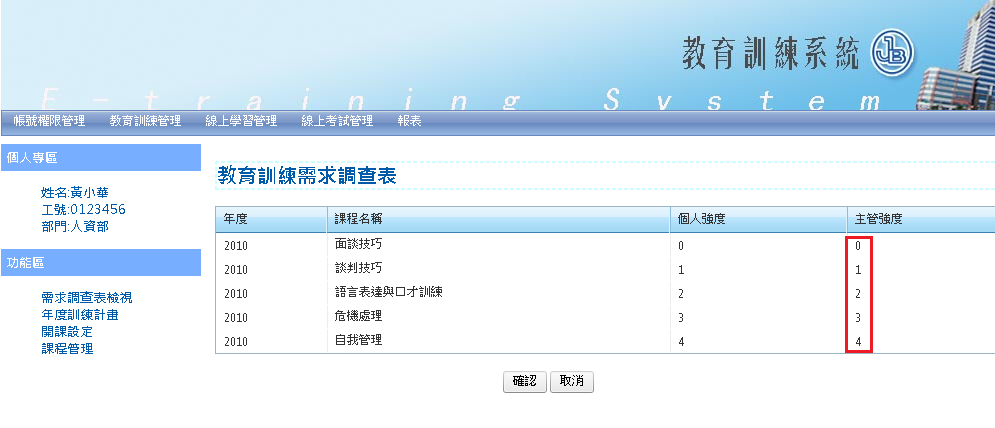 教育訓練系統 JB
E-training System
帳號權限管理 教育訓練管理 線上學習管理 線上考試管理 報表
個人專區
姓名:黃小華
工號:0123456
部門:人資部
功能區
需求調查表檢視
年度訓練計畫
開課設定
課程管理
教育訓練需求調查表
年度 課程名稱 個人強度 主管強度
2010 面談技巧 0 0
2010 談判技巧 1 1
2010 語言表達與口才訓練 2 2
2010 危機處理 3 3
2010 自我管理 4 4
確認 取消